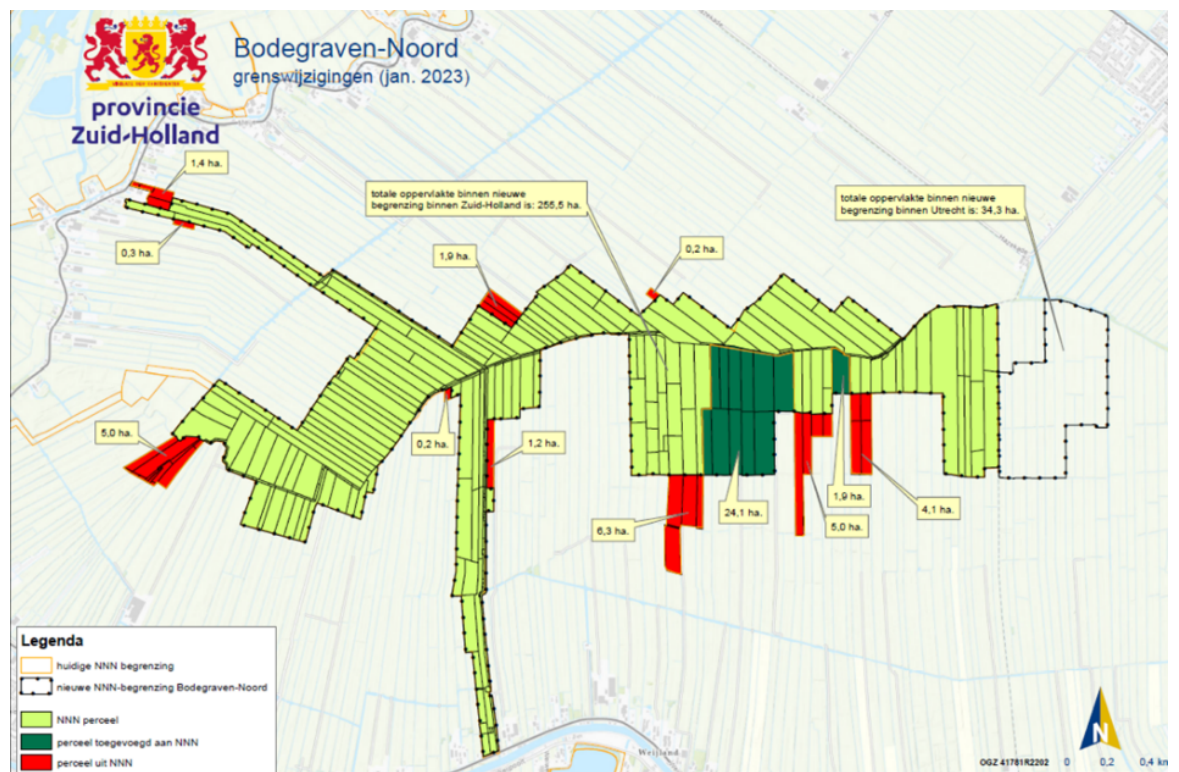 provincie
Zuid-Holland
Bodegraven-Noord
grenswijzigingen (jan. 2023)
1,4 ha.
0,3 ha.
1,9 ha.
totale oppervlakte binnen nieuwe
begrenzing binnen Zuid-Holland is: 255,5 ha.
0,2 ha.
totale oppervlakte binnen nieuwe
begrenzing binnen Utrecht is: 34,3 ha.
5,0 ha.
0,2 ha.
1,2 ha.
6,3 ha.
24,1 ha.
5,0 ha.
1,9 ha.
4,1 ha.
Legenda
huidige NNN begrenzing
nieuwe NNN-begrenzing Bodegraven-Noord
NNN perceel
perceel toegevoegd aan NNN
perceel uit NNN
Weijland
N
OGZ 41781R2202
0 0,2 0,4 km